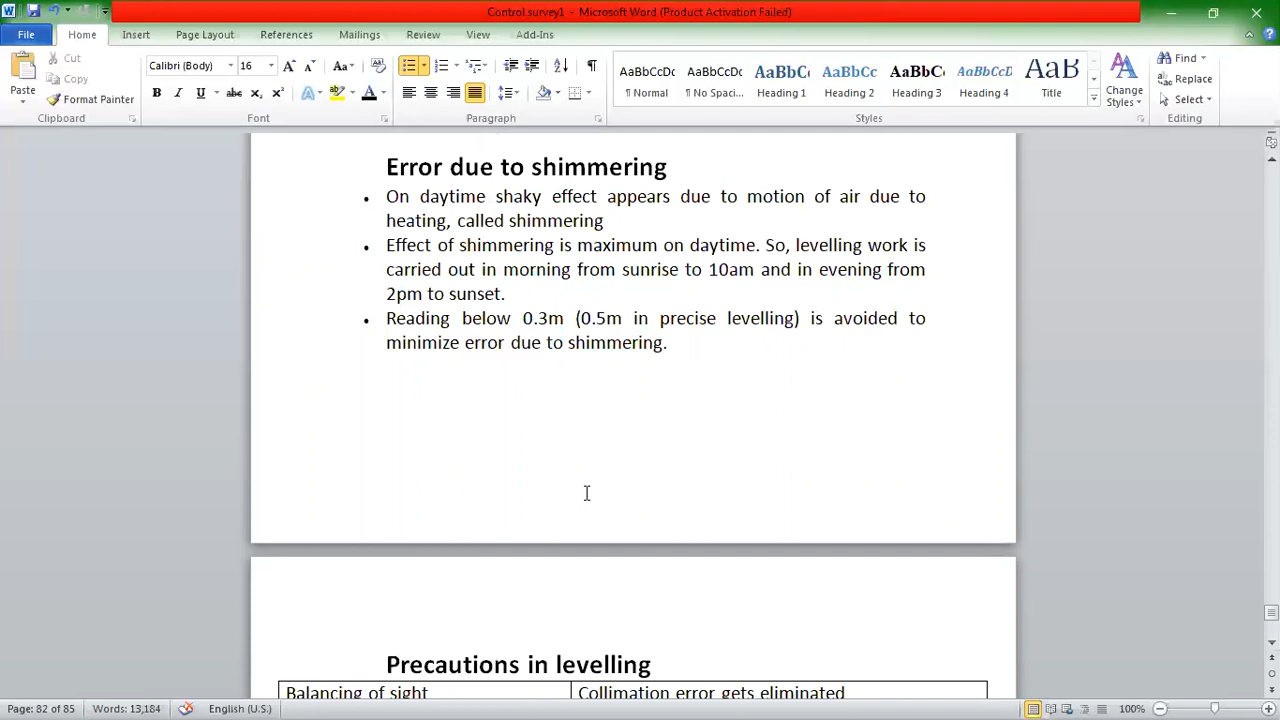 Control.survey1 - Microsoft Word (Product Activation Failed)
File Home Insert Page Layout References Mailings Review View Add-Ins
Paste
Cut
Copy
Format Painter
Clipboard
Calibri (Body) 16
Font
Paragraph
AaBbCcDc AaBbCcDc AaBbC AaBbCc AaBbCc AaBbCcD AaB
¶ Normal ¶ No Spaci... Heading 1 Heading 2 Heading 3 Heading 4 Title
Change Styles
Styles
Find
Replace
Select
Editing
Error due to shimmering
• On daytime shaky effect appears due to motion of air due to
heating, called shimmering
• Effect of shimmering is maximum on daytime. So, levelling work is
carried out in morning from sunrise to 10am and in evening from
2pm to sunset.
• Reading below 0.3m (0.5m in precise levelling) is avoided to
minimize error due to shimmering.
Precautions in levelling
Balancing of sight Collimation error gets eliminated
Page: 82 of 85 Words: 13,184 English (U.S.) 100%